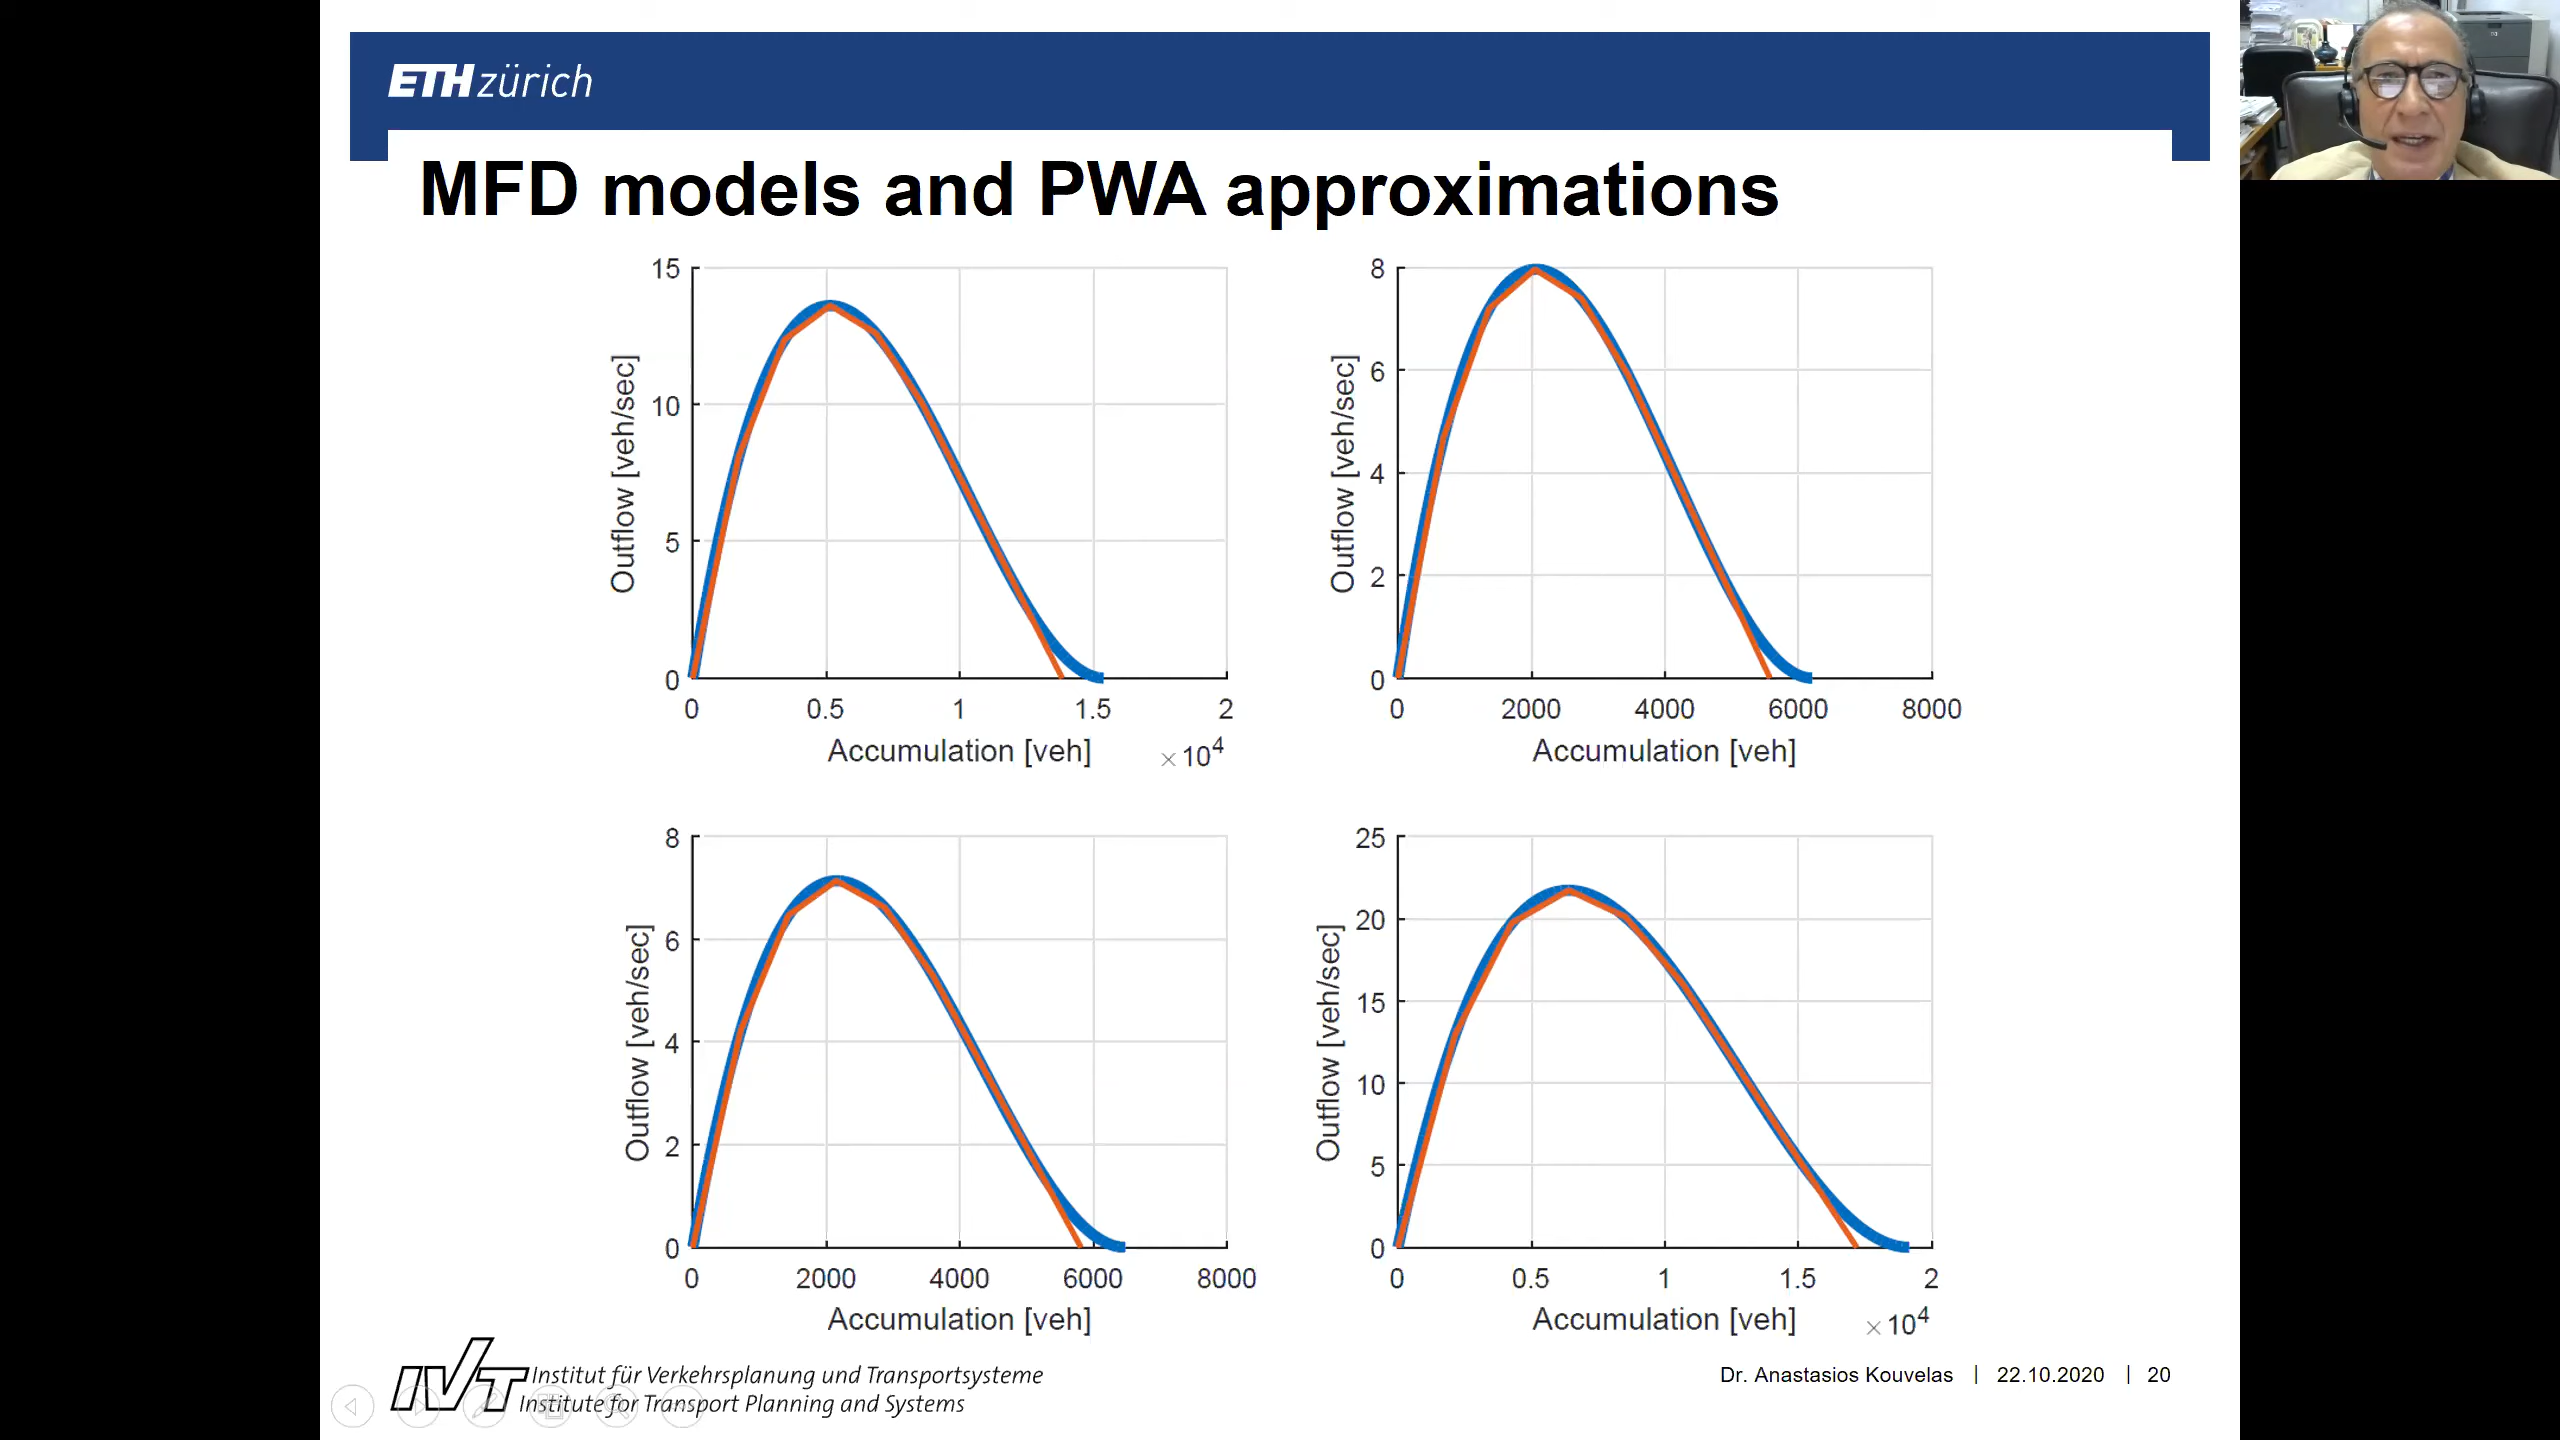 ETH zürich
MFD models and PWA approximations
15
10
5
0
Outflow [veh/sec]
0 0.5 1 1.5 2
Accumulation [veh] ×10⁴
8
6
4
2
0
Outflow [veh/sec]
0 2000 4000 6000 8000
Accumulation [veh]
8
6
4
2
0
Outflow [veh/sec]
0 2000 4000 6000 8000
Accumulation [veh]
25
20
15
10
5
0
Outflow [veh/sec]
0 0.5 1 1.5 2
Accumulation [veh] ×10⁴
IVT
Institut für Verkehrsplanung und Transportsysteme
Institute for Transport Planning and Systems
Dr. Anastasios Kouvelas | 22.10.2020 | 20